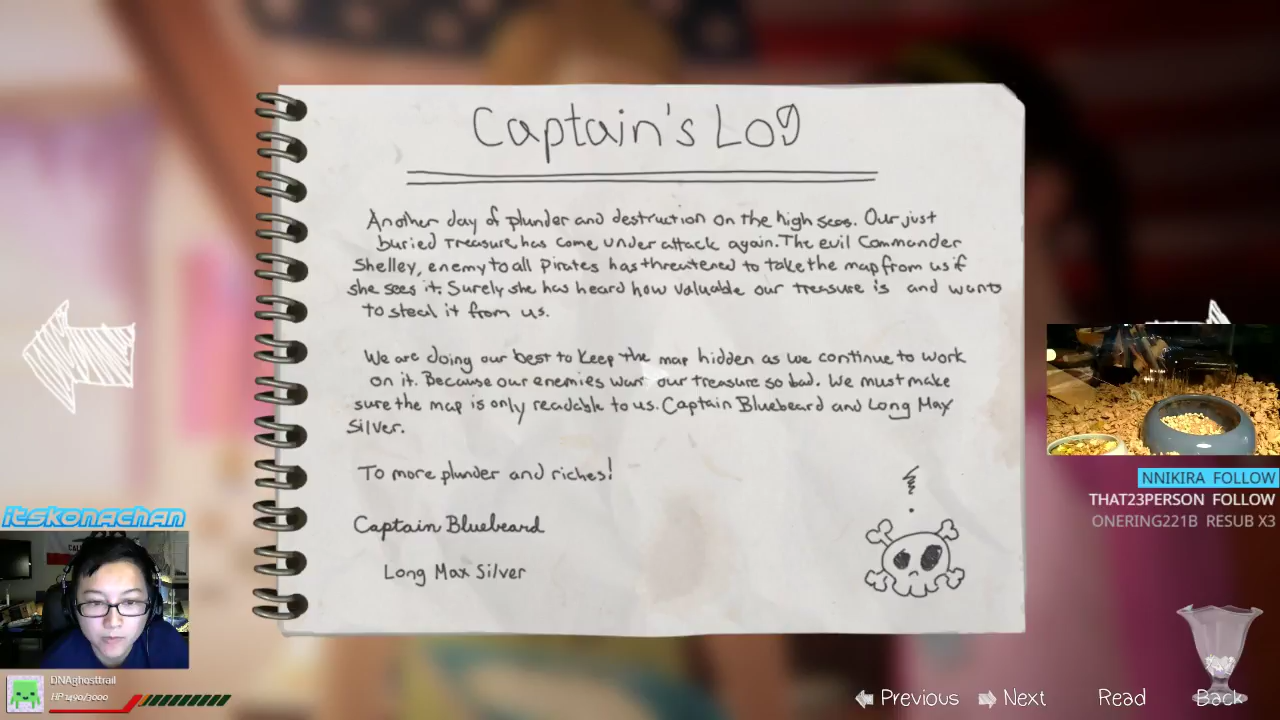 Captain's Log
Another day of plunder and destruction on the high seas. Our just
buried treasure has come under attack again. The evil Commander
Shelley, enemy to all pirates has threatened to take the map from us if
she sees it. Surely she has heard how valuable our treasure is and wants
to steal it from us.
We are doing our best to keep the map hidden as we continue to work
on it. Because our enemies want our treasure so bad. We must make
sure the map is only readable to us. Captain Bluebeard and Long Max
Silver.
To more plunder and riches!
Captain Bluebeard
Long Max Silver
NNIKIRA FOLLOW
THAT23PERSON FOLLOW
ONERING221B RESUB X3
itskonachan
DNAghosttrail
HP 1490/3000
Previous Next Read Back